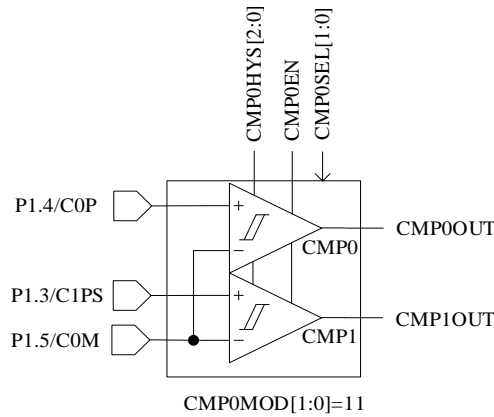 CMP0HYS[2:0]
CMP0EN
CMP0SEL[1:0]
P1.4/C0P
+
−
CMP0
CMP0OUT
P1.3/C1PS
+
P1.5/C0M
−
CMP1
CMP1OUT
CMP0MOD[1:0]=11